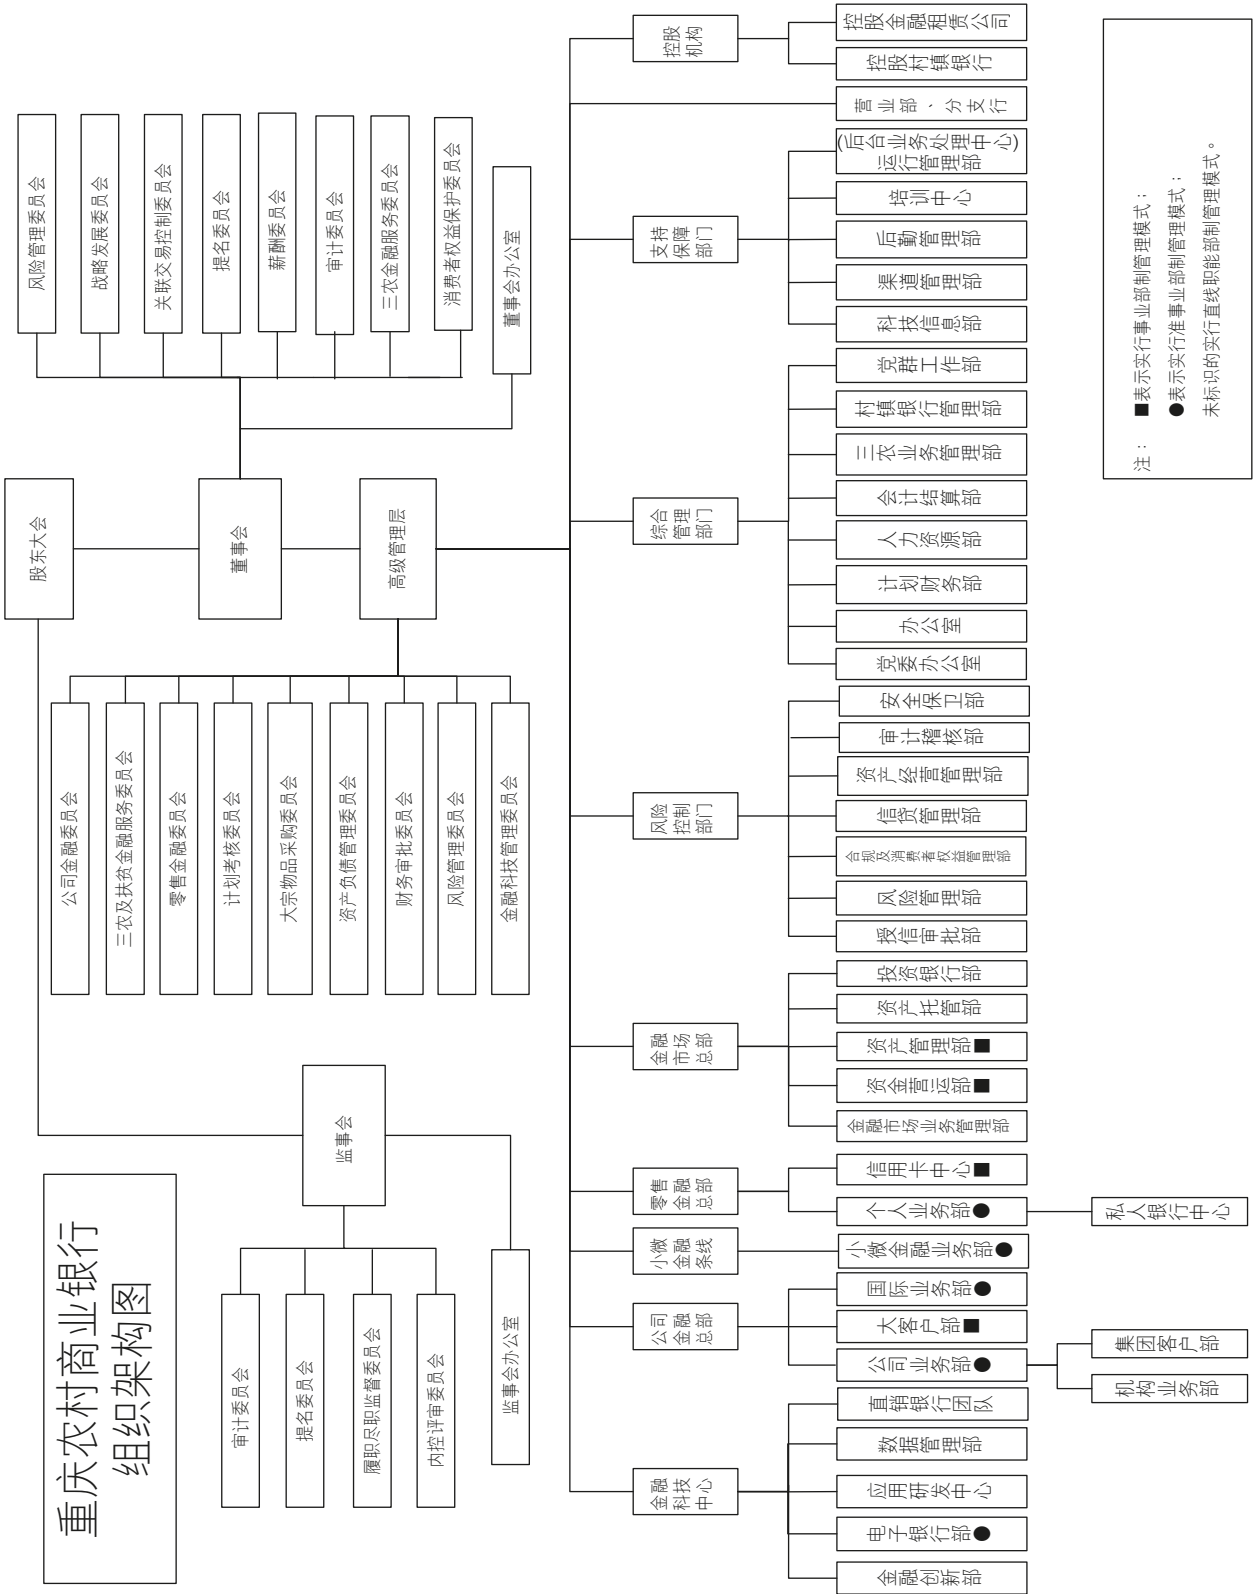 重庆农村商业银行
组织架构图
股东大会
董事会
高级管理层
监事会
风险管理委员会
战略发展委员会
关联交易控制委员会
提名委员会
薪酬委员会
审计委员会
三农金融服务委员会
消费者权益保护委员会
董事会办公室
公司金融委员会
三农及扶贫金融服务委员会
零售金融委员会
计划考核委员会
大宗物品采购委员会
资产负债管理委员会
财务审批委员会
风险管理委员会
金融科技管理委员会
审计委员会
提名委员会
履职尽职监督委员会
内控评审委员会
监事会办公室
金融
科技
中心
公司
金融
总部
小微
金融
条线
零售
金融
总部
金融
市场
总部
风险
控制
部门
综合
管理
部门
支持
保障
部门
控股
机构
金融创新部
电子银行部●
应用研发中心
数据管理部
直销银行团队
公司业务部●
大客户部■
国际业务部●
小微金融业务部●
个人业务部●
信用卡中心■
金融市场业务管理部
资金营运部■
资产管理部■
资产托管部
投资银行部
授信审批部
风险管理部
合规及消费者权益管理部
信贷管理部
资产经营管理部
审计稽核部
安全保卫部
党委办公室
办公室
计划财务部
人力资源部
会计结算部
三农业务管理部
村镇银行管理部
党群工作部
科技信息部
渠道管理部
后勤管理部
培训中心
(后台业务处理中心)
运行管理部
营业部、分支行
控股村镇银行
控股金融租赁公司
机构业务部
集团客户部
私人银行中心
注：
■表示实行事业部制管理模式；
●表示实行准事业部制管理模式；
未标识的实行直线职能部制管理模式。